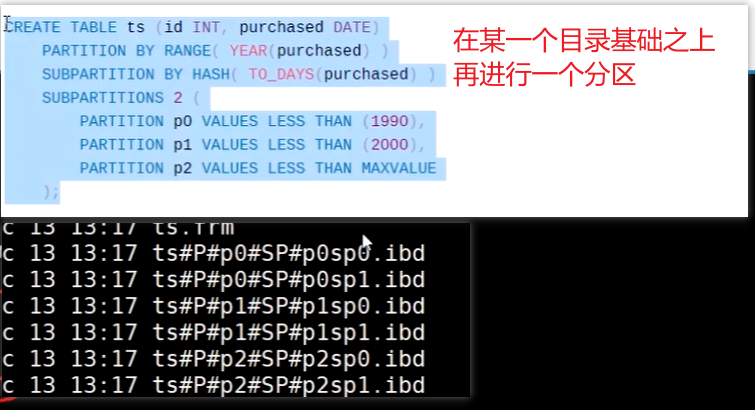 CREATE TABLE ts (id INT, purchased DATE)
PARTITION BY RANGE( YEAR(purchased) )
SUBPARTITION BY HASH( TO_DAYS(purchased) )
SUBPARTITIONS 2 (
PARTITION p0 VALUES LESS THAN (1990),
PARTITION p1 VALUES LESS THAN (2000),
PARTITION p2 VALUES LESS THAN MAXVALUE
);
在某一个目录基础之上
再进行一个分区
c 13 13:17 ts.frm
c 13 13:17 ts#P#p0#SP#p0sp0.ibd
c 13 13:17 ts#P#p0#SP#p0sp1.ibd
c 13 13:17 ts#P#p1#SP#p1sp0.ibd
c 13 13:17 ts#P#p1#SP#p1sp1.ibd
c 13 13:17 ts#P#p2#SP#p2sp0.ibd
c 13 13:17 ts#P#p2#SP#p2sp1.ibd